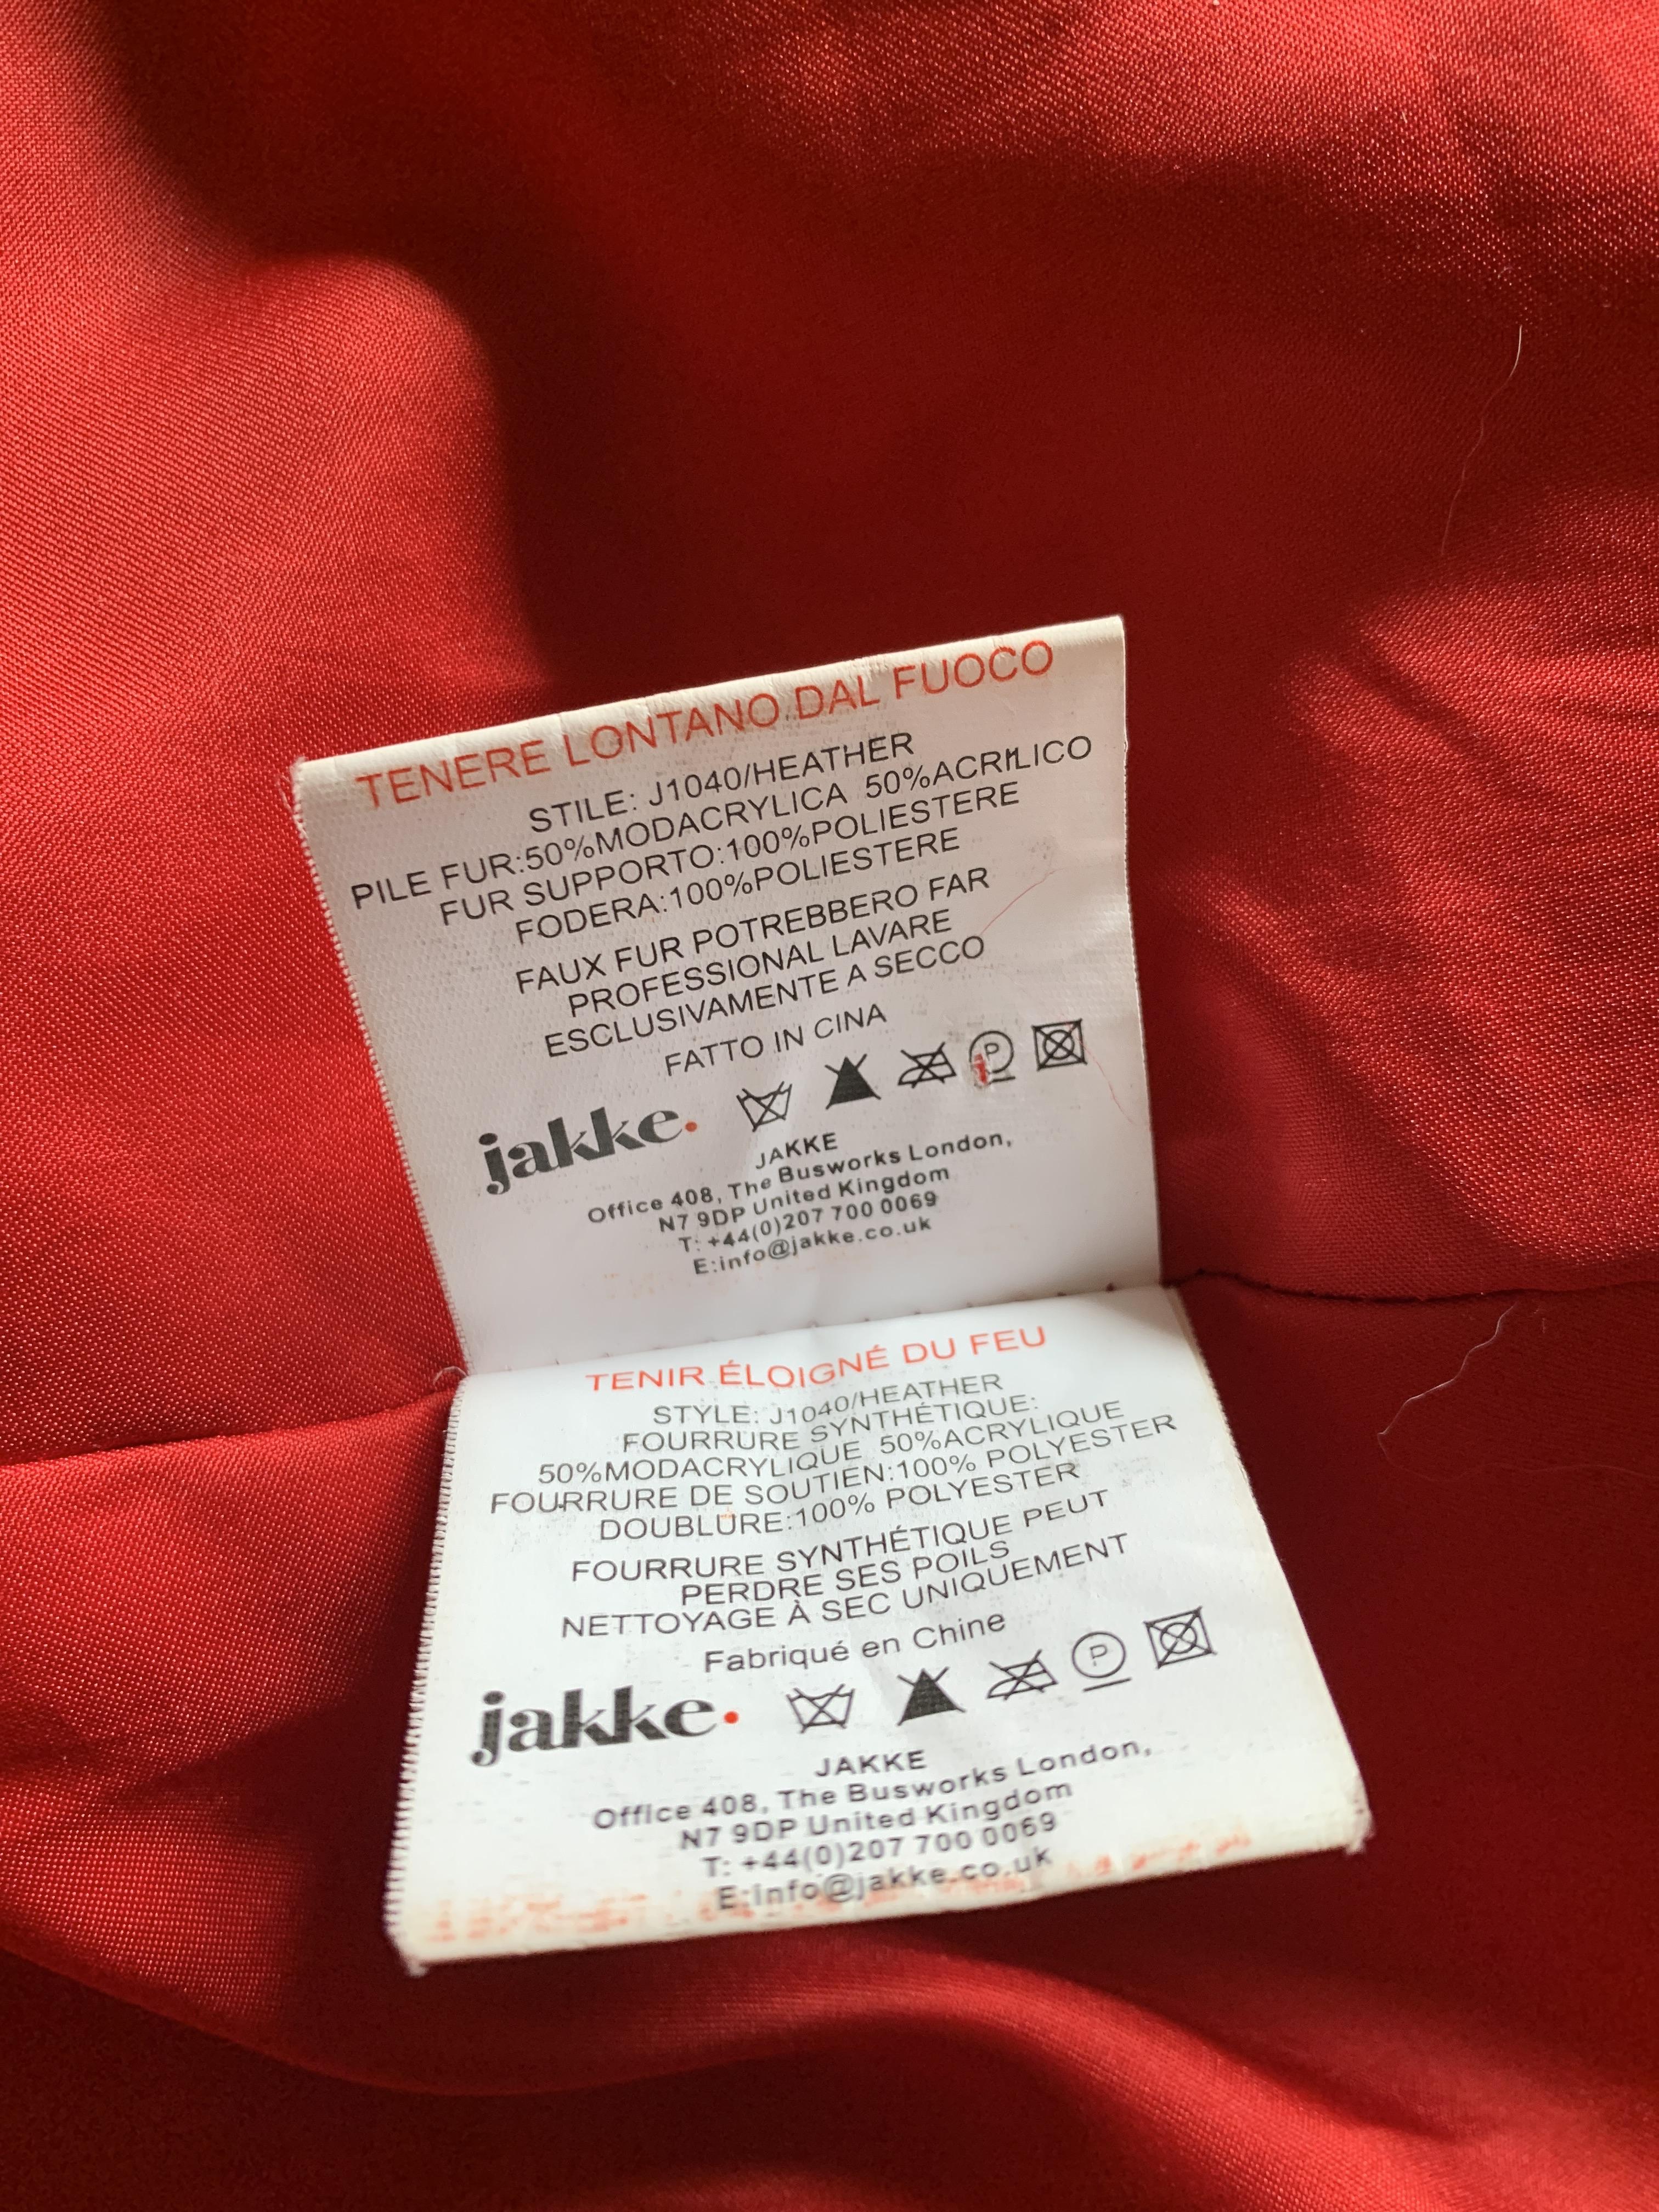 TENERE LONTANO DAL FUOCO
STILE: J1040/HEATHER
PILE FUR:50%MODACRYLICA 50%ACRILICO
FUR SUPPORTO:100%POLIESTERE
FODERA:100%POLIESTERE
FAUX FUR POTREBBERO FAR
PROFESSIONAL LAVARE
ESCLUSIVAMENTE A SECCO
FATTO IN CINA
jakke.
P
JAKKE
Office 408, The Busworks London,
N7 9DP United Kingdom
T: +44(0)207 700 0069
E:info@jakke.co.uk
TENIR ÉLOIGNÉ DU FEU
STYLE: J1040/HEATHER
FOURRURE SYNTHÉTIQUE:
50%MODACRYLIQUE 50%ACRYLIQUE
FOURRURE DE SOUTIEN:100% POLYESTER
DOUBLURE:100% POLYESTER
FOURRURE SYNTHÉTIQUE PEUT
PERDRE SES POILS
NETTOYAGE À SEC UNIQUEMENT
Fabriqué en Chine
jakke.
P
JAKKE
Office 408, The Busworks London,
N7 9DP United Kingdom
T: +44(0)207 700 0069
E:info@jakke.co.uk